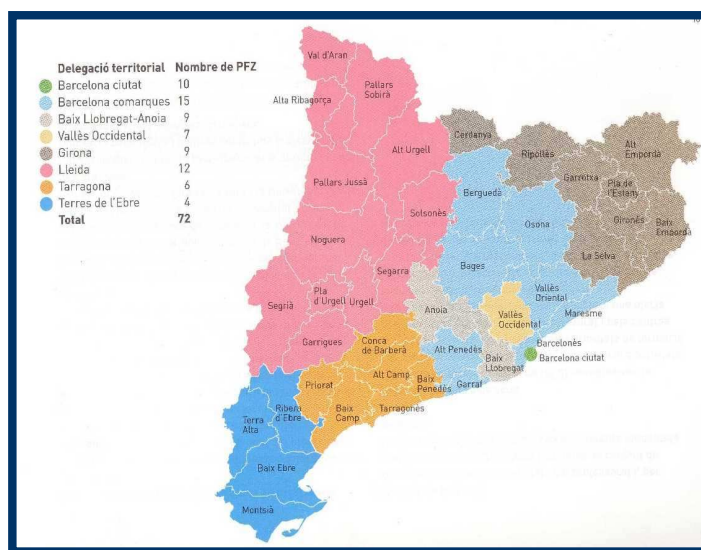 Delegació territorial Nombre de PFZ
Barcelona ciutat 10
Barcelona comarques 15
Baix Llobregat-Anoia 9
Vallès Occidental 7
Girona 9
Lleida 12
Tarragona 6
Terres de l'Ebre 4
Total 72
Val d'Aran
Pallars
Sobirà
Alta Ribagorça
Alt Urgell
Cerdanya
Ripollès
Alt
Empordà
Garrotxa
Pla de
l'Estany
Pallars Jussà
Berguedà
Gironès
Baix
Empordà
Solsonès
Osona
Noguera
La Selva
Bages
Segarra
Segrià
Pla
d'Urgell
Urgell
Anoia
Vallès
Oriental
Maresme
Vallès
Occidental
Garrigues
Conca
de Barberà
Alt Penedès
Barcelonès
Baix
Llobregat
Barcelona ciutat
Priorat
Alt Camp
Baix
Penedès
Garraf
Ribera
d'Ebre
Terra
Alta
Baix
Camp
Tarragonès
Baix Ebre
Montsià